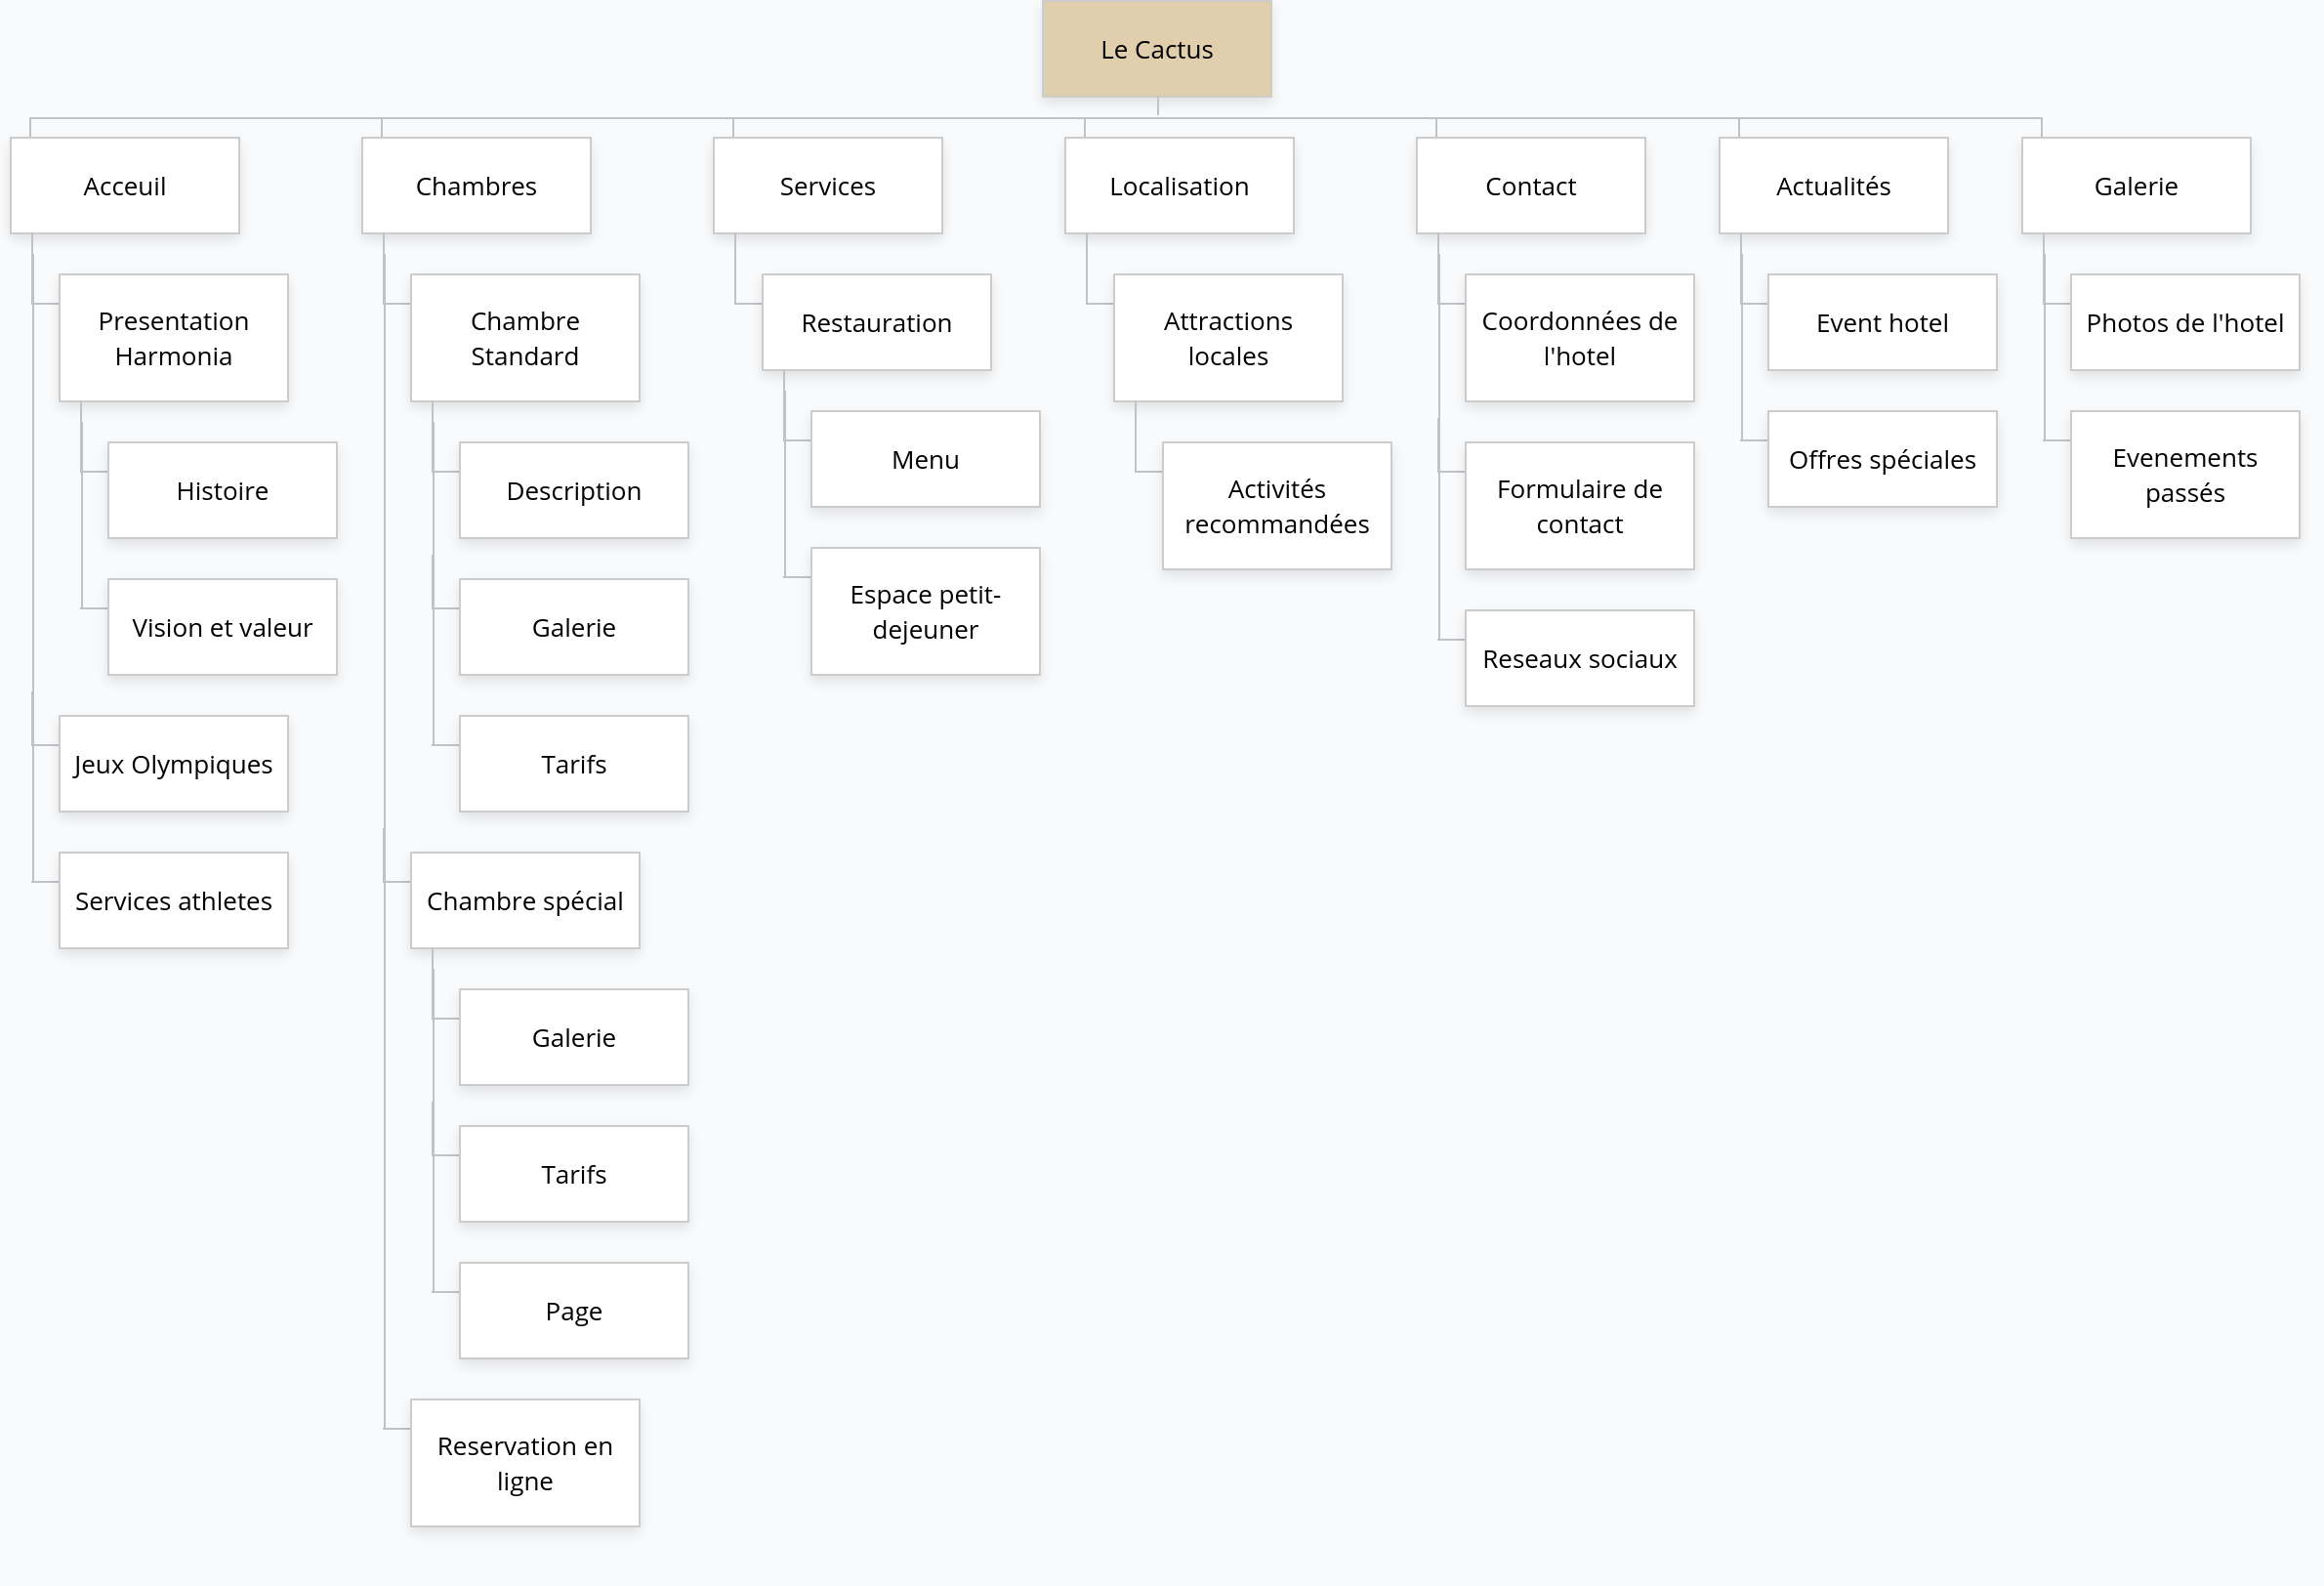 Le Cactus
Acceuil
Chambres
Services
Localisation
Contact
Actualités
Galerie
Presentation
Harmonia
Histoire
Vision et valeur
Jeux Olympiques
Services athletes
Chambre
Standard
Description
Galerie
Tarifs
Chambre spécial
Galerie
Tarifs
Page
Reservation en
ligne
Restauration
Menu
Espace petit-
dejeuner
Attractions
locales
Activités
recommandées
Coordonnées de
l'hotel
Formulaire de
contact
Reseaux sociaux
Event hotel
Offres spéciales
Photos de l'hotel
Evenements
passés